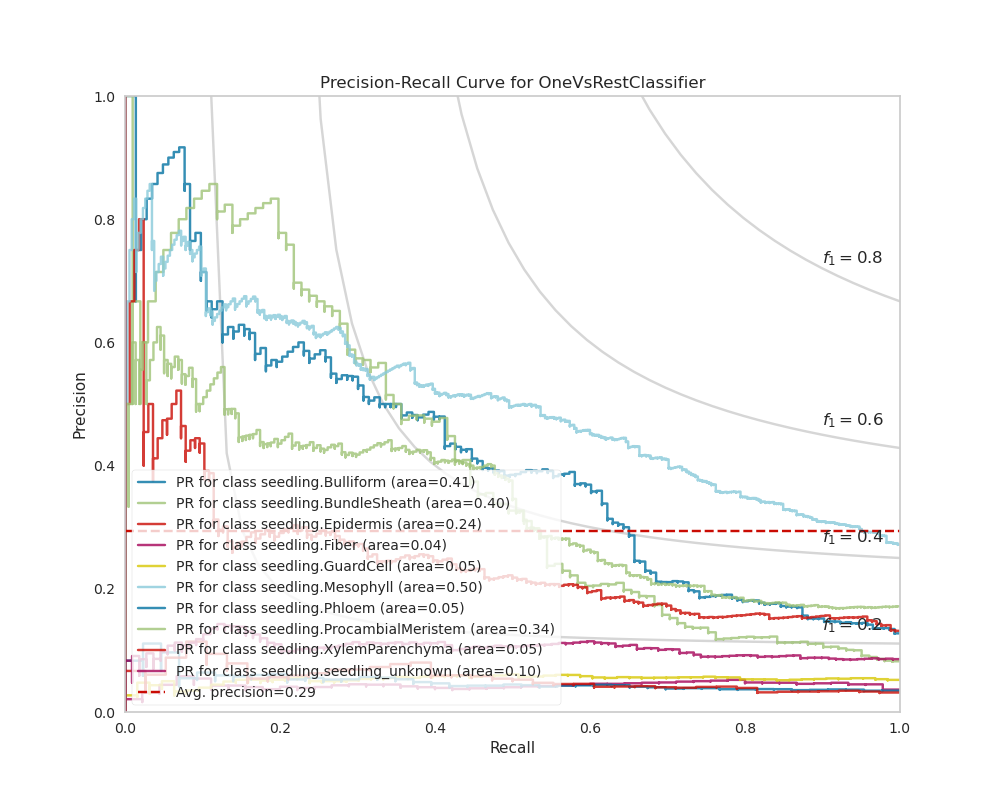 Precision-Recall Curve for OneVsRestClassifier
1.0
0.8
0.6
0.4
0.2
0.0
Precision
f1 = 0.8
f1 = 0.6
f1 = 0.4
f1 = 0.2
PR for class seedling.Bulliform (area=0.41)
PR for class seedling.BundleSheath (area=0.40)
PR for class seedling.Epidermis (area=0.24)
PR for class seedling.Fiber (area=0.04)
PR for class seedling.GuardCell (area=0.05)
PR for class seedling.Mesophyll (area=0.50)
PR for class seedling.Phloem (area=0.05)
PR for class seedling.ProcambialMeristem (area=0.34)
PR for class seedling.XylemParenchyma (area=0.05)
PR for class seedling.seedling_unknown (area=0.10)
Avg. precision=0.29
0.0 0.2 0.4 0.6 0.8 1.0
Recall